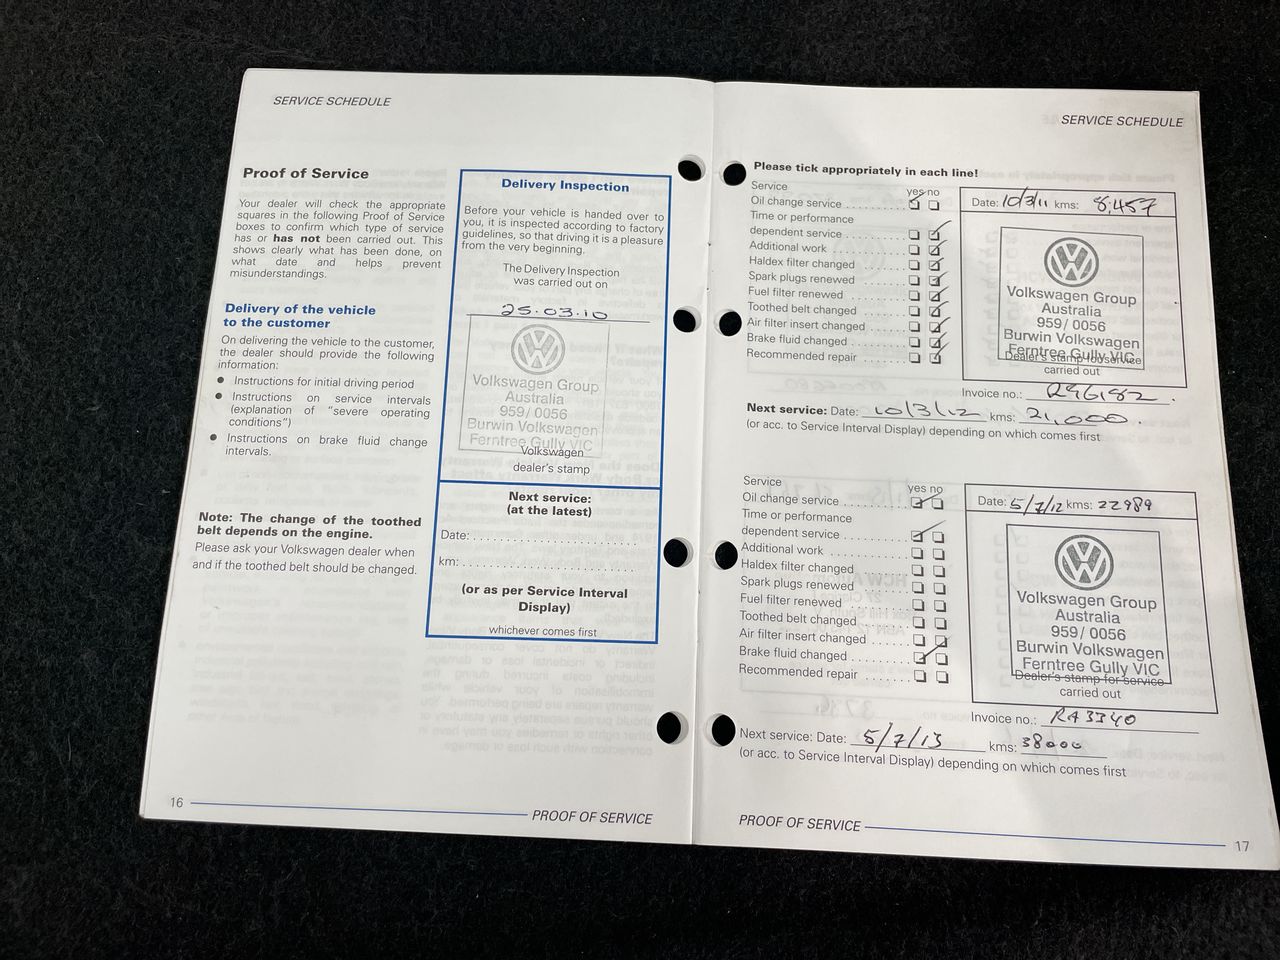 SERVICE SCHEDULE
Proof of Service
Your dealer will check the appropriate
squares in the following Proof of Service
boxes to confirm which type of service
has or has not been carried out. This
shows clearly what has been done, on
what date and helps prevent
misunderstandings.
Delivery of the vehicle
to the customer
On delivering the vehicle to the customer,
the dealer should provide the following
information:
● Instructions for initial driving period
● Instructions on service intervals
(explanation of “severe operating
conditions”)
● Instructions on brake fluid change
intervals.
Note: The change of the toothed
belt depends on the engine.
Please ask your Volkswagen dealer when
and if the toothed belt should be changed.
Delivery Inspection
Before your vehicle is handed over to
you, it is inspected according to factory
guidelines, so that driving it is a pleasure
from the very beginning.
The Delivery Inspection
was carried out on
25.03.10
Volkswagen Group
Australia
959/ 0056
Burwin Volkswagen
Ferntree Gully VIC
Volkswagen
dealer's stamp
Next service:
(at the latest)
Date: . . . . . . . . . . . . . . . . . . . . . . . . .
km: . . . . . . . . . . . . . . . . . . . . . . . . . .
(or as per Service Interval
Display)
whichever comes first
16
PROOF OF SERVICE
SERVICE SCHEDULE
Please tick appropriately in each line!
Service yes no
Oil change service
Time or performance
dependent service
Additional work
Haldex filter changed
Spark plugs renewed
Fuel filter renewed
Toothed belt changed
Air filter insert changed
Brake fluid changed
Recommended repair
Date: 10/3/11 kms: 8,457
Volkswagen Group
Australia
959/ 0056
Burwin Volkswagen
Ferntree Gully VIC
Dealer's stamp for service
carried out
Invoice no.:
Next service: Date: 10/3/12 kms: 21,000
(or acc. to Service Interval Display) depending on which comes first
Service yes no
Oil change service
Time or performance
dependent service
Additional work
Haldex filter changed
Spark plugs renewed
Fuel filter renewed
Toothed belt changed
Air filter insert changed
Brake fluid changed
Recommended repair
Date: 5/7/12 kms: 22989
Volkswagen Group
Australia
959/ 0056
Burwin Volkswagen
Ferntree Gully VIC
Dealer's stamp for service
carried out
Invoice no.: RA3340
Next service: Date: 5/7/13 kms: 38000
(or acc. to Service Interval Display) depending on which comes first
PROOF OF SERVICE
17